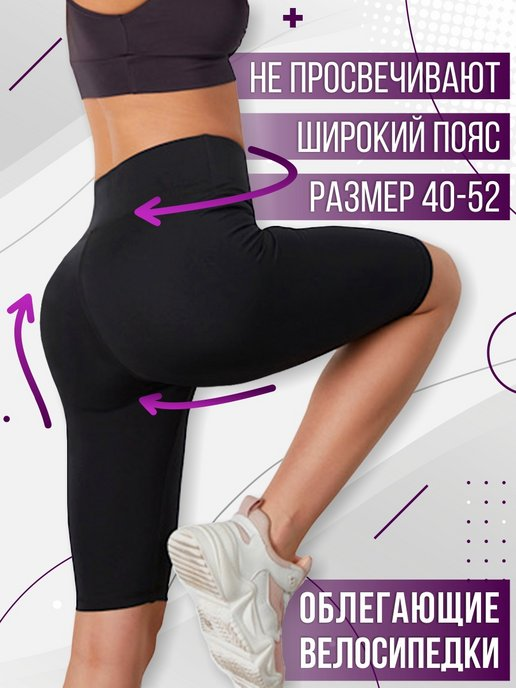 НЕ ПРОСВЕЧИВАЮТ
ШИРОКИЙ ПОЯС
РАЗМЕР 40-52
ОБЛЕГАЮЩИЕ
ВЕЛОСИПЕДКИ